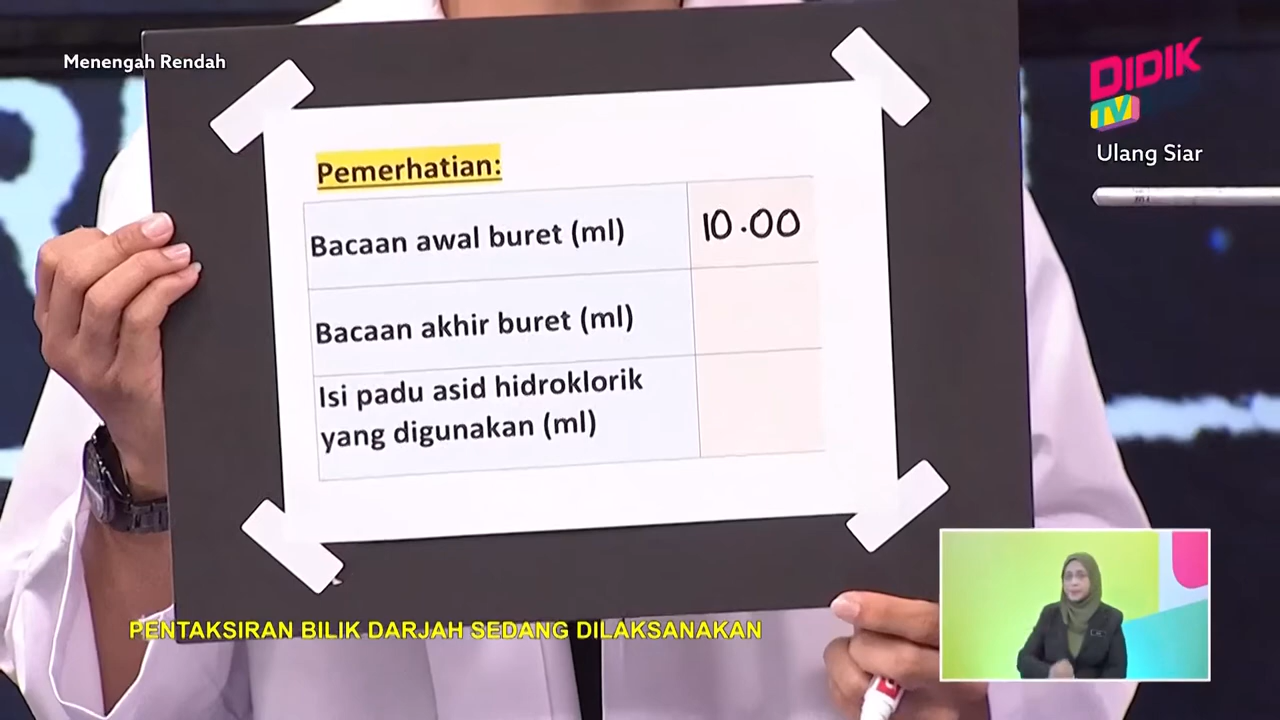 Menengah Rendah
DIDIK
TV
Ulang Siar
Pemerhatian:
Bacaan awal buret (ml)
10.00
Bacaan akhir buret (ml)
Isi padu asid hidroklorik
yang digunakan (ml)
PENTAKSIRAN BILIK DARJAH SEDANG DILAKSANAKAN